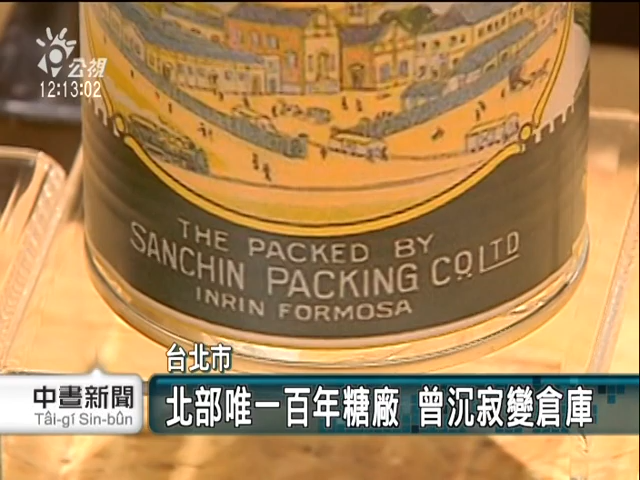 公視
12:13:02
THE PACKED BY
SANCHIN PACKING CO LTD
INRIN FORMOSA
台北市
中晝新聞
Tâi-gí Sin-bûn
北部唯一百年糖廠 曾沉寂變倉庫